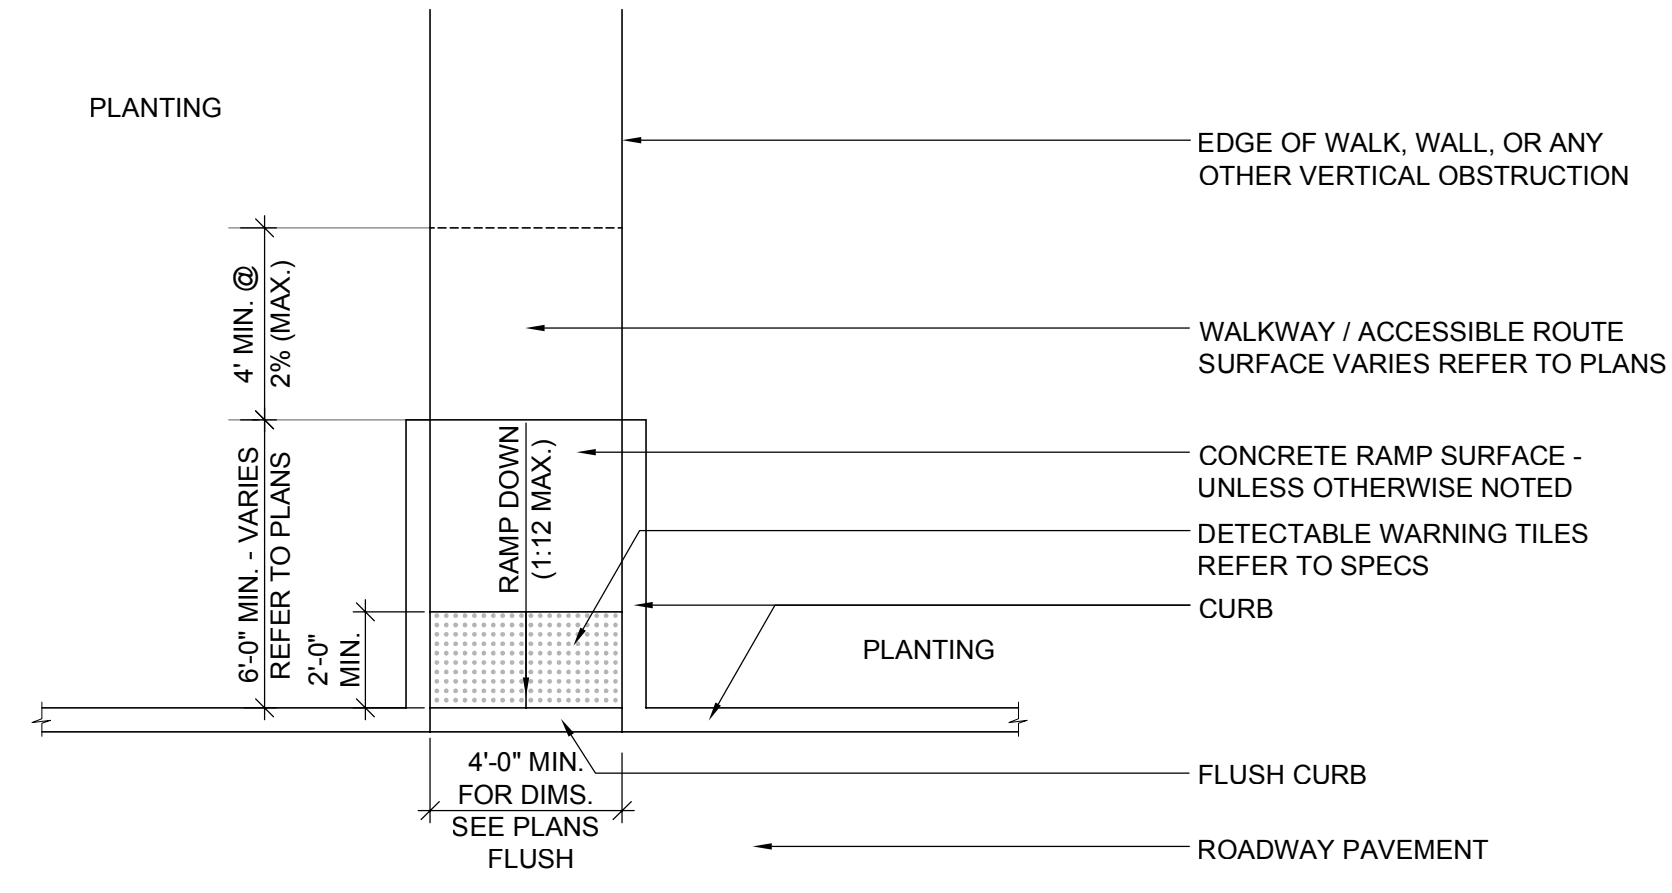 PLANTING
EDGE OF WALK, WALL, OR ANY
OTHER VERTICAL OBSTRUCTION
4' MIN. @
2% (MAX.)
WALKWAY / ACCESSIBLE ROUTE
SURFACE VARIES REFER TO PLANS
6'-0" MIN. - VARIES
REFER TO PLANS
RAMP DOWN
(1:12 MAX.)
CONCRETE RAMP SURFACE -
UNLESS OTHERWISE NOTED
DETECTABLE WARNING TILES
REFER TO SPECS
CURB
2'-0"
MIN.
PLANTING
4'-0" MIN.
FOR DIMS.
SEE PLANS
FLUSH
FLUSH CURB
ROADWAY PAVEMENT